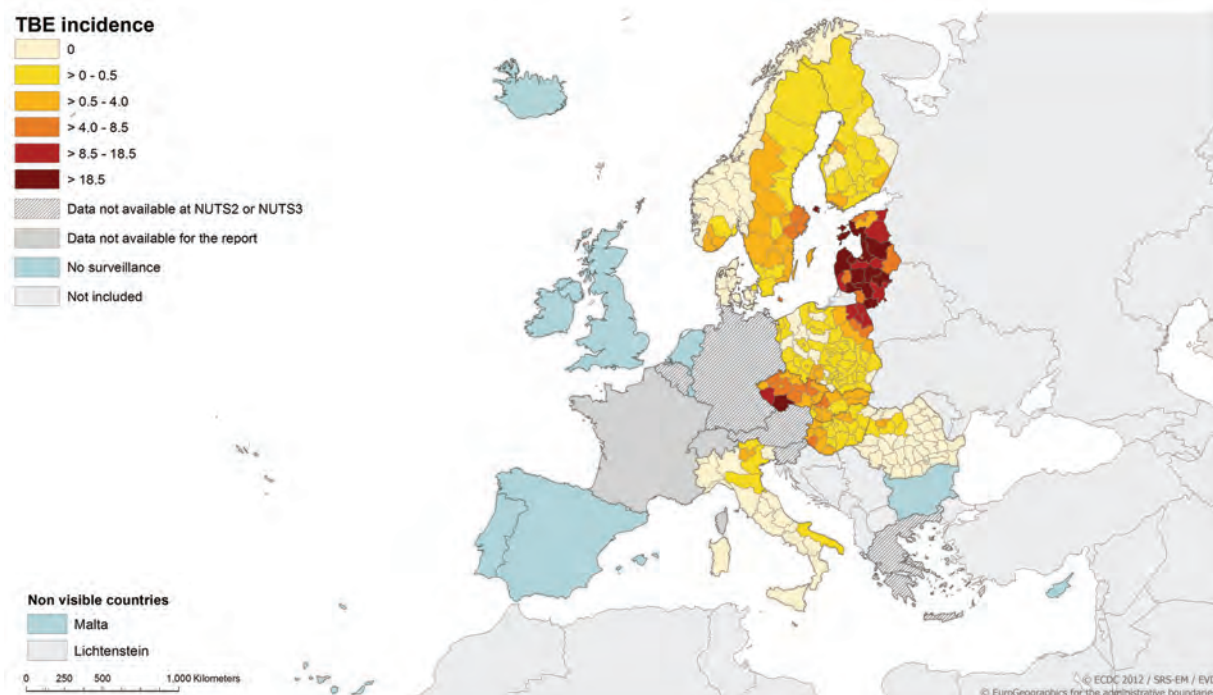 TBE incidence
0
> 0 - 0.5
> 0.5 - 4.0
> 4.0 - 8.5
> 8.5 - 18.5
> 18.5
Data not available at NUTS2 or NUTS3
Data not available for the report
No surveillance
Not included
Non visible countries
Malta
Lichtenstein
0 250 500 1,000 Kilometers
© ECDC 2012 / SRS-EM / EVD
© EuroGeographics for the administrative boundaries